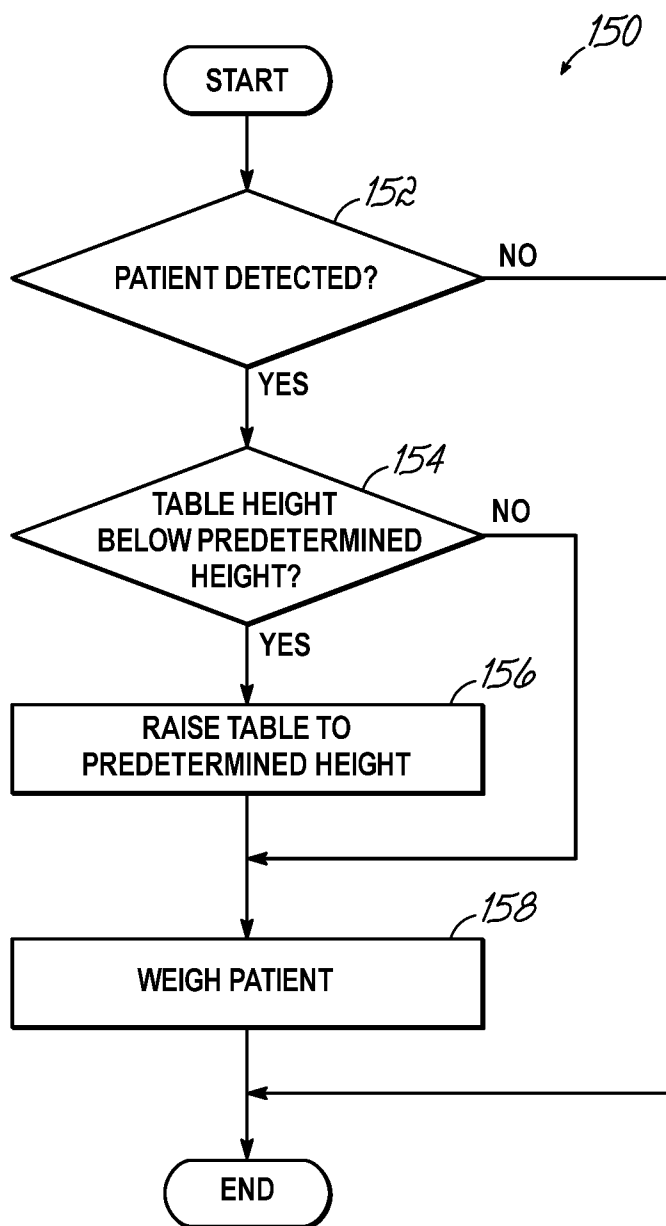 150
START
152
PATIENT DETECTED?
NO
YES
154
TABLE HEIGHT
BELOW PREDETERMINED
HEIGHT?
NO
YES
156
RAISE TABLE TO
PREDETERMINED HEIGHT
158
WEIGH PATIENT
END